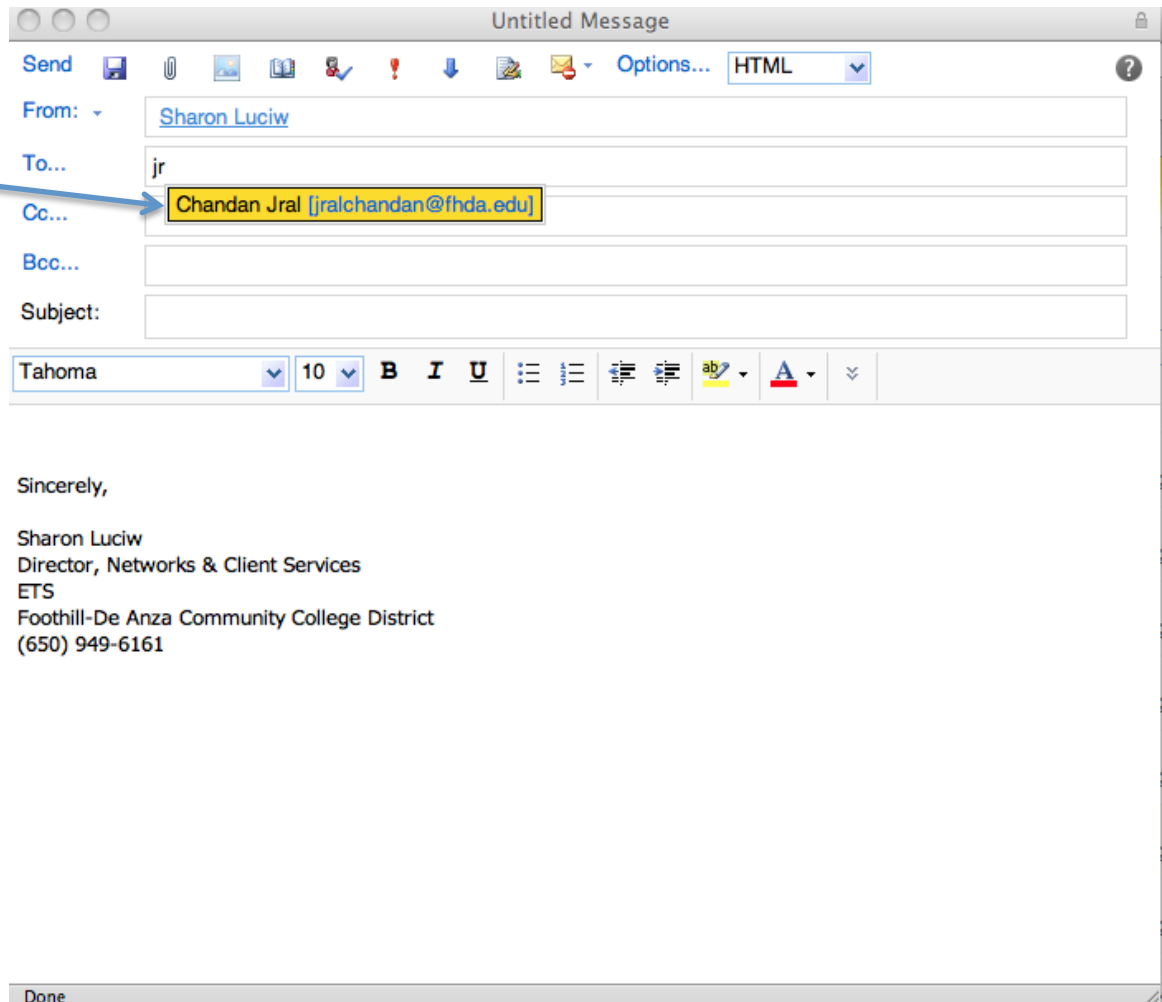 Untitled Message
Send Options... HTML
From: Sharon Luciw
To... jr
Chandan Jral [jralchandan@fhda.edu]
Cc...
Bcc...
Subject:
Tahoma 10 B I U ab A
Sincerely,
Sharon Luciw
Director, Networks & Client Services
ETS
Foothill-De Anza Community College District
(650) 949-6161
Done